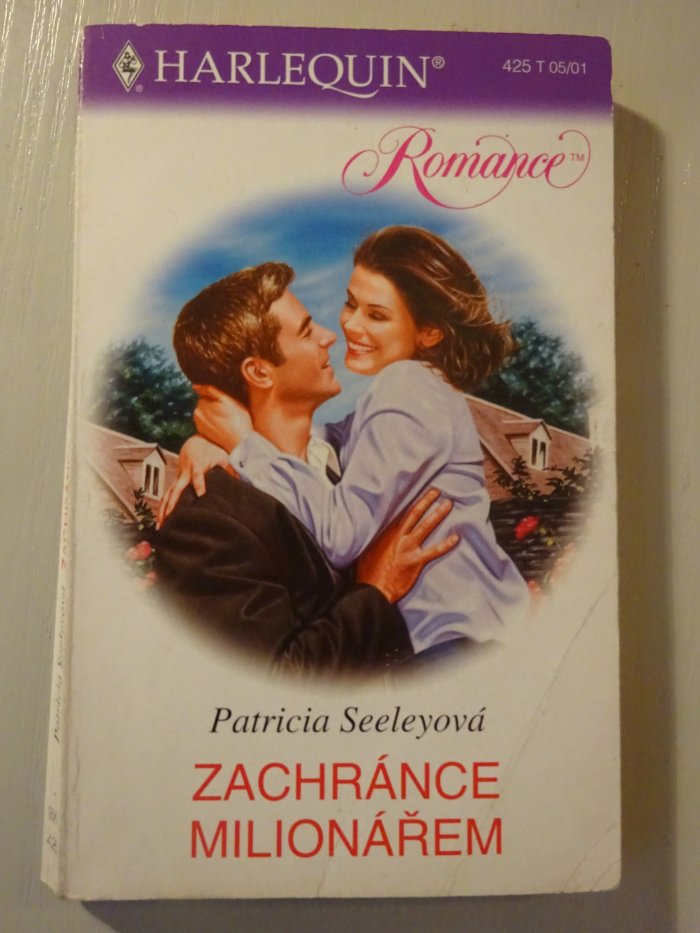 HARLEQUIN®
425 T 05/01
Romance™
Patricia Seeleyová
ZACHRÁNCE
MILIONÁŘEM